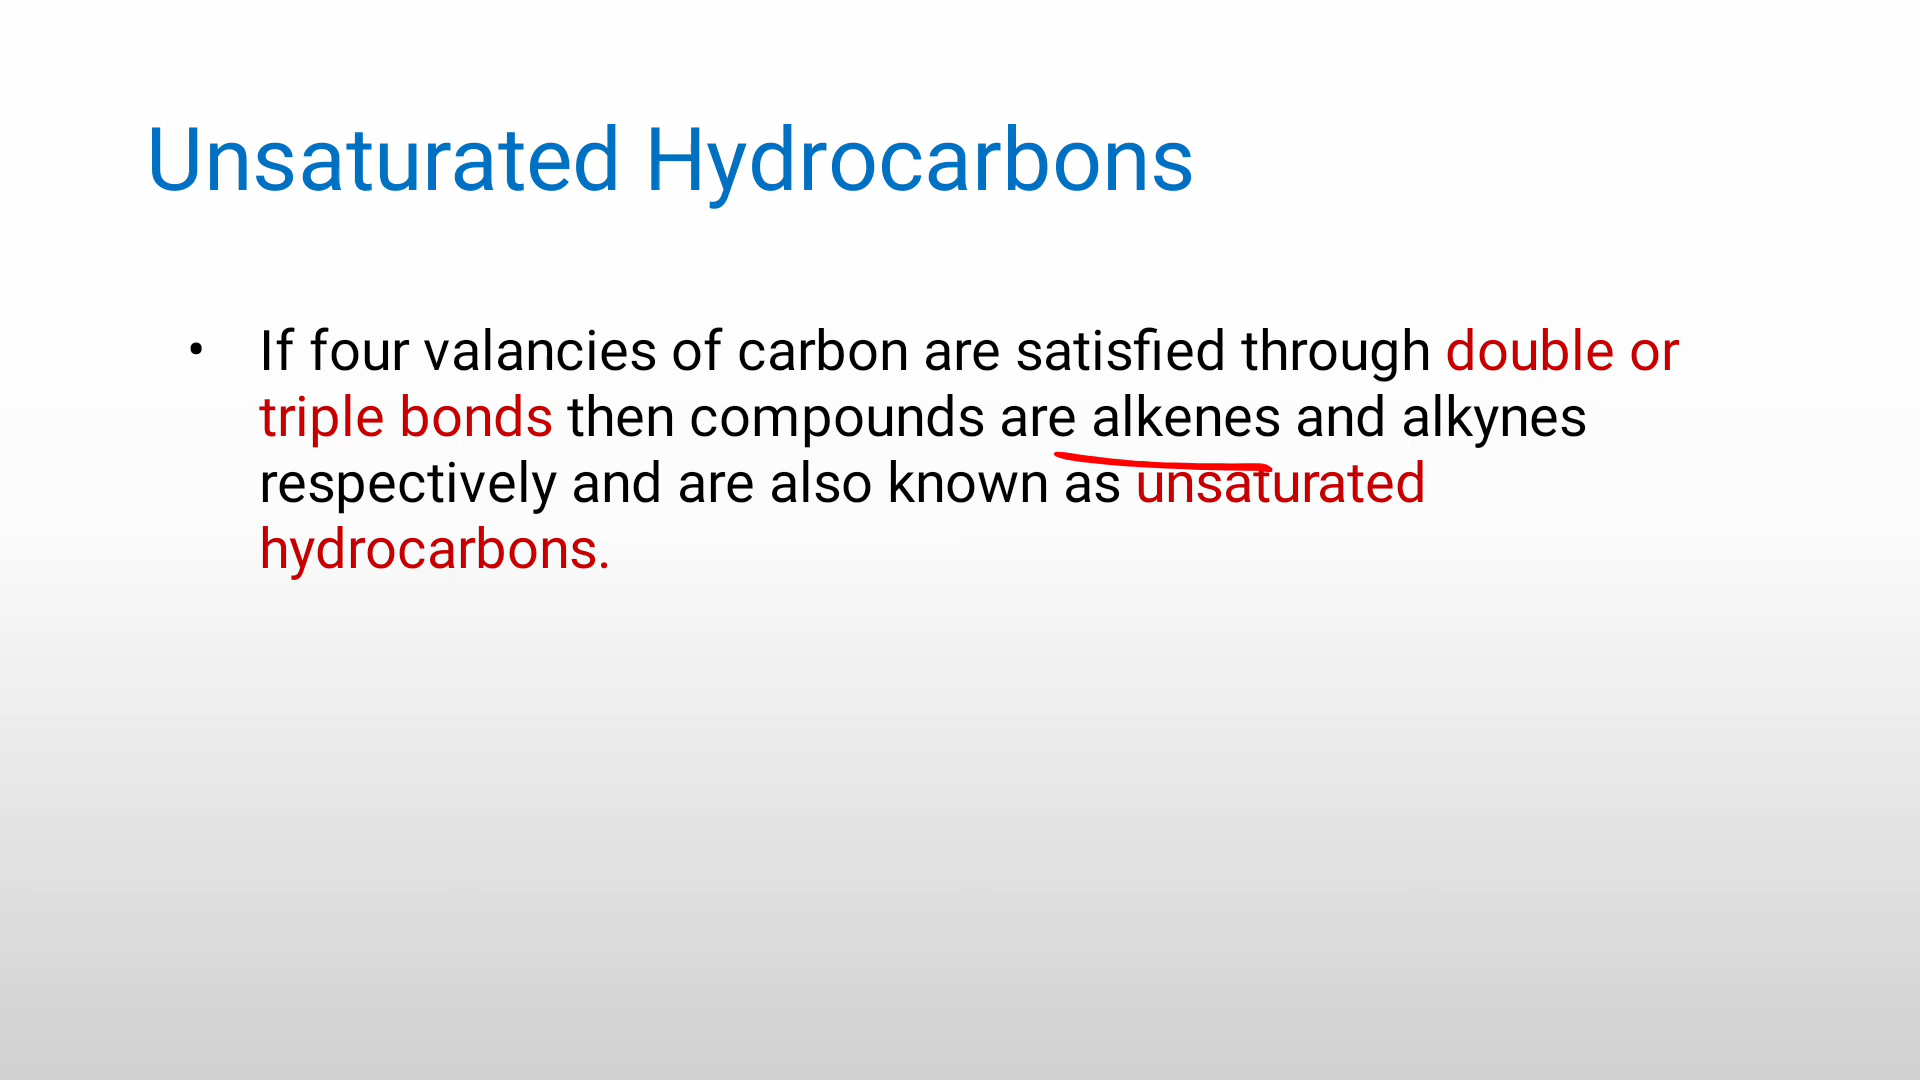 Unsaturated Hydrocarbons
• If four valancies of carbon are satisfied through double or
triple bonds then compounds are alkenes and alkynes
respectively and are also known as unsaturated
hydrocarbons.